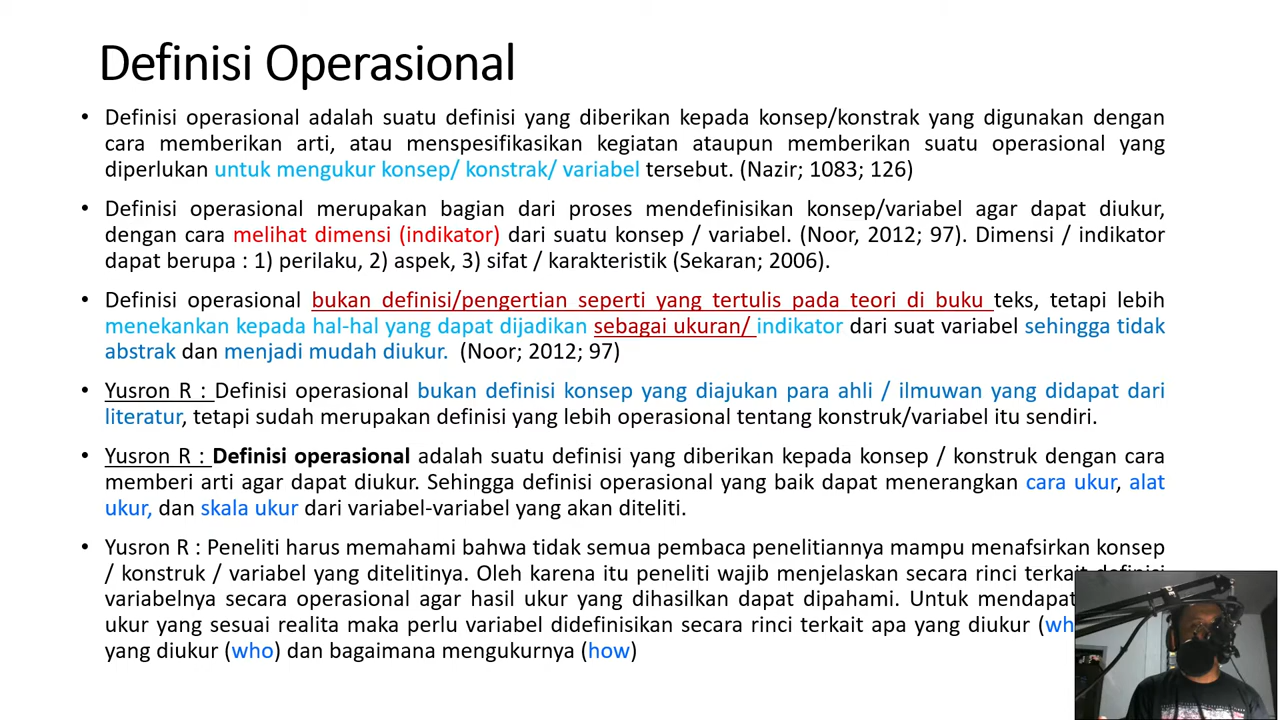 Definisi Operasional
• Definisi operasional adalah suatu definisi yang diberikan kepada konsep/konstrak yang digunakan dengan
cara memberikan arti, atau menspesifikasikan kegiatan ataupun memberikan suatu operasional yang
diperlukan untuk mengukur konsep/ konstrak/ variabel tersebut. (Nazir; 1083; 126)
• Definisi operasional merupakan bagian dari proses mendefinisikan konsep/variabel agar dapat diukur,
dengan cara melihat dimensi (indikator) dari suatu konsep / variabel. (Noor, 2012; 97). Dimensi / indikator
dapat berupa : 1) perilaku, 2) aspek, 3) sifat / karakteristik (Sekaran; 2006).
• Definisi operasional bukan definisi/pengertian seperti yang tertulis pada teori di buku teks, tetapi lebih
menekankan kepada hal-hal yang dapat dijadikan sebagai ukuran/ indikator dari suat variabel sehingga tidak
abstrak dan menjadi mudah diukur. (Noor; 2012; 97)
• Yusron R : Definisi operasional bukan definisi konsep yang diajukan para ahli / ilmuwan yang didapat dari
literatur, tetapi sudah merupakan definisi yang lebih operasional tentang konstruk/variabel itu sendiri.
• Yusron R : Definisi operasional adalah suatu definisi yang diberikan kepada konsep / konstruk dengan cara
memberi arti agar dapat diukur. Sehingga definisi operasional yang baik dapat menerangkan cara ukur, alat
ukur, dan skala ukur dari variabel-variabel yang akan diteliti.
• Yusron R : Peneliti harus memahami bahwa tidak semua pembaca penelitiannya mampu menafsirkan konsep
/ konstruk / variabel yang ditelitinya. Oleh karena itu peneliti wajib menjelaskan secara rinci terkait
variabelnya secara operasional agar hasil ukur yang dihasilkan dapat dipahami. Untuk
ukur yang sesuai realita maka perlu variabel didefinisikan secara rinci terkait apa yang diukur
yang diukur (who) dan bagaimana mengukurnya (how)